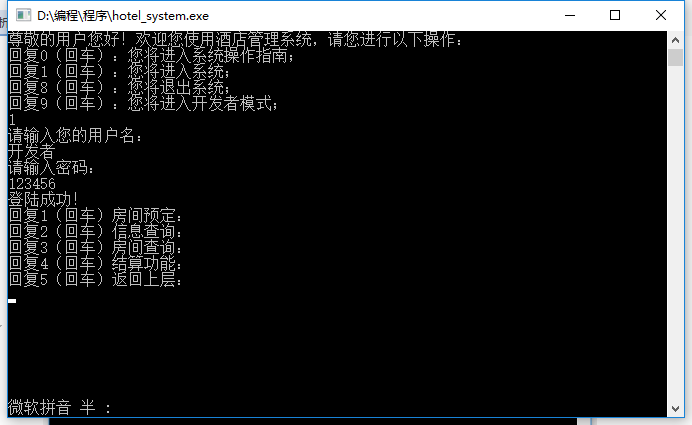 D:\编程\程序\hotel_system.exe
尊敬的用户您好! 欢迎您使用酒店管理系统，请您进行以下操作:
回复0（回车）：您将进入系统操作指南;
回复1（回车）：您将进入系统;
回复8（回车）：您将退出系统;
回复9（回车）：您将进入开发者模式;
1
请输入您的用户名:
开发者
请输入密码:
123456
登陆成功!
回复1（回车）房间预定:
回复2（回车）信息查询:
回复3（回车）房间查询:
回复4（回车）结算功能:
回复5（回车）返回上层:
微软拼音 半 :